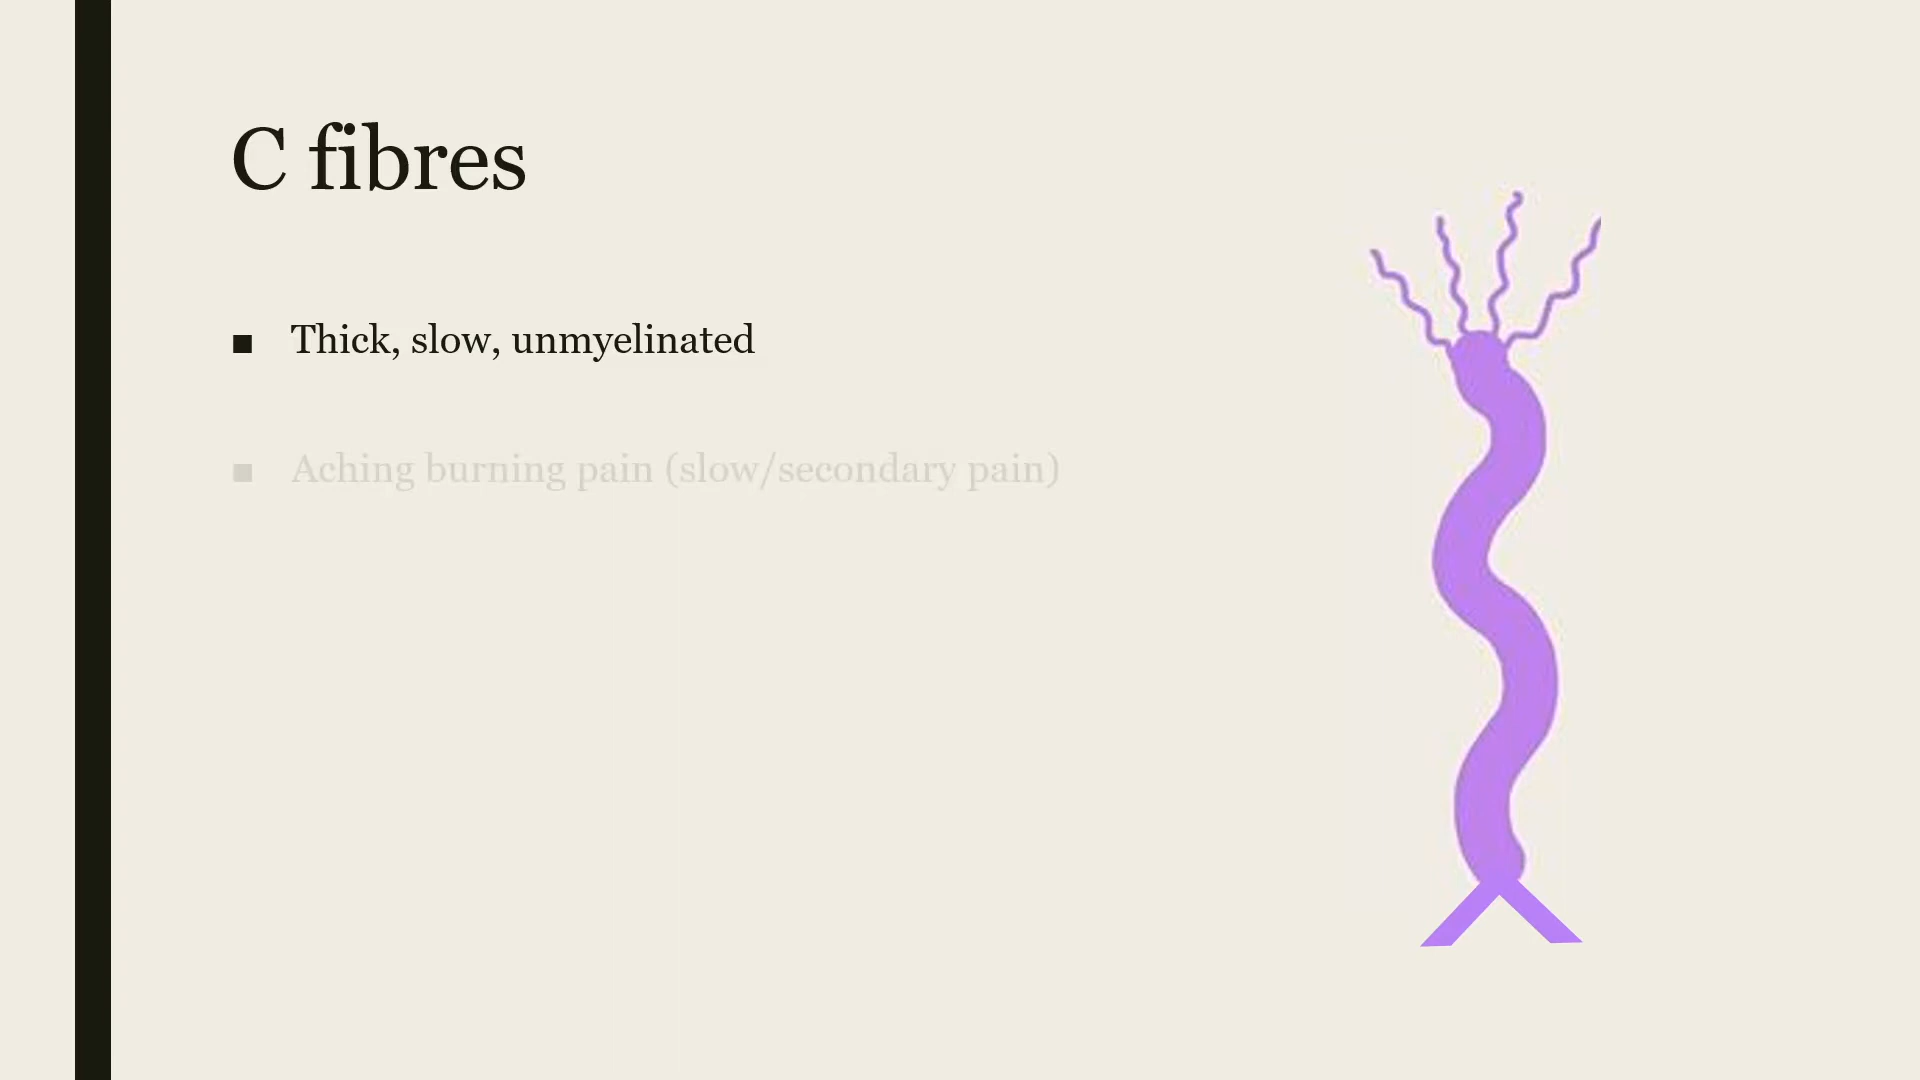 C fibres
▪ Thick, slow, unmyelinated
▪ Aching burning pain (slow/secondary pain)